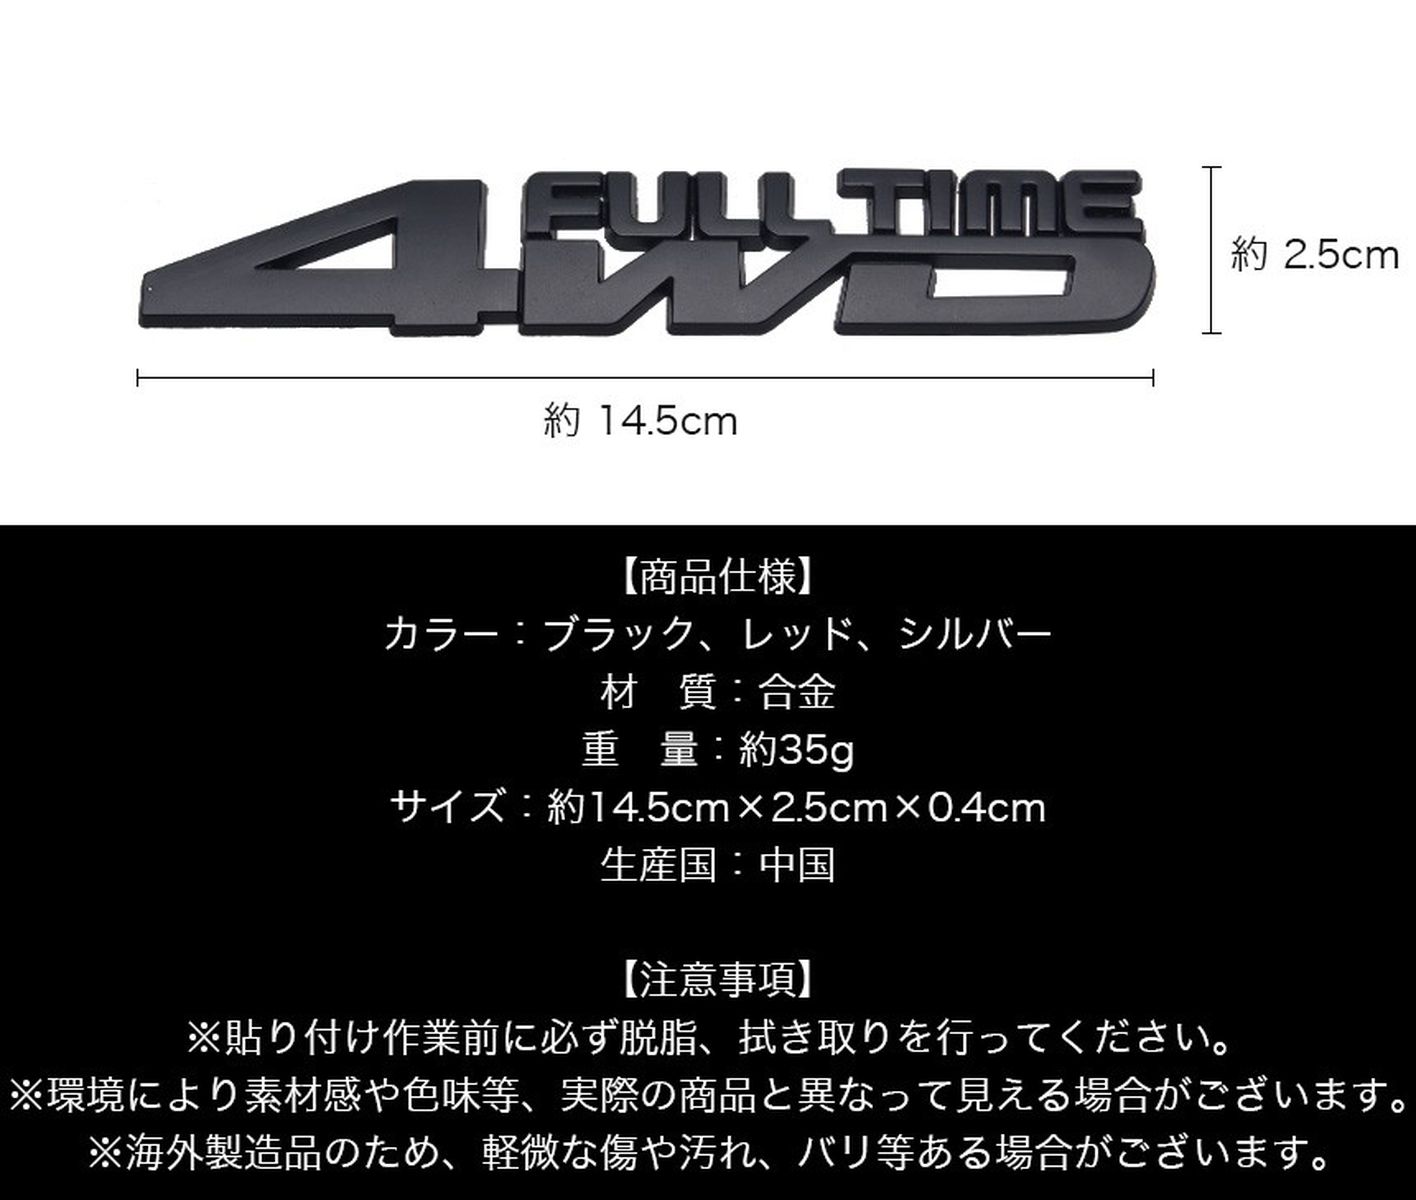 FULL TIME
4WD
約 2.5cm
約 14.5cm
【商品仕様】
カラー：ブラック、レッド、シルバー
材　質：合金
重　量：約35g
サイズ：約14.5cm×2.5cm×0.4cm
生産国：中国
【注意事項】
※貼り付け作業前に必ず脱脂、拭き取りを行ってください。
※環境により素材感や色味等、実際の商品と異なって見える場合がございます。
※海外製造品のため、軽微な傷や汚れ、バリ等ある場合がございます。